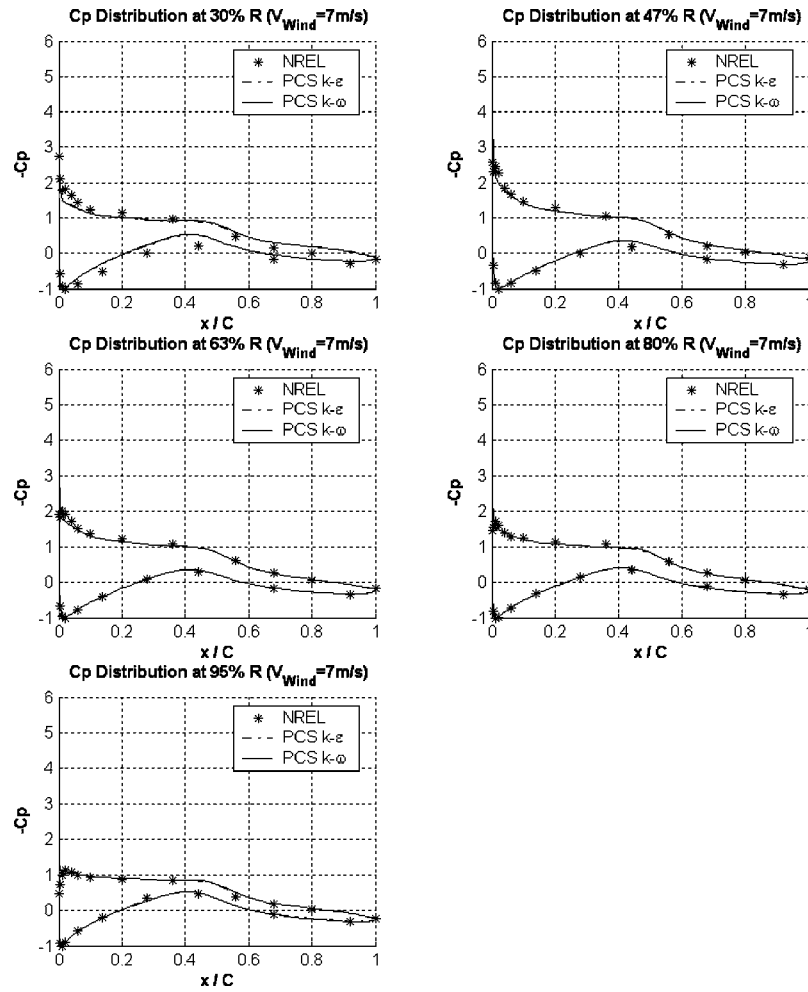 Cp Distribution at 30% R (V_Wind=7m/s)
6
5
4
3
2
1
0
-1
-Cp
NREL
PCS k-ε
PCS k-ω
0 0.2 0.4 0.6 0.8 1
x / C
Cp Distribution at 47% R (V_Wind=7m/s)
6
5
4
3
2
1
0
-1
-Cp
NREL
PCS k-ε
PCS k-ω
0 0.2 0.4 0.6 0.8 1
x / C
Cp Distribution at 63% R (V_Wind=7m/s)
6
5
4
3
2
1
0
-1
-Cp
NREL
PCS k-ε
PCS k-ω
0 0.2 0.4 0.6 0.8 1
x / C
Cp Distribution at 80% R (V_Wind=7m/s)
6
5
4
3
2
1
0
-1
-Cp
NREL
PCS k-ε
PCS k-ω
0 0.2 0.4 0.6 0.8 1
x / C
Cp Distribution at 95% R (V_Wind=7m/s)
6
5
4
3
2
1
0
-1
-Cp
NREL
PCS k-ε
PCS k-ω
0 0.2 0.4 0.6 0.8 1
x / C